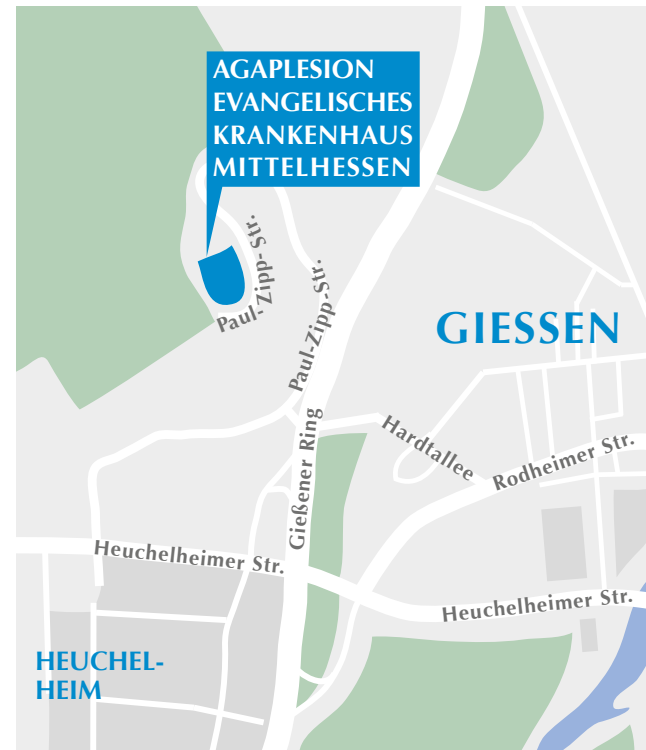 AGAPLESION
EVANGELISCHES
KRANKENHAUS
MITTELHESSEN
Paul-Zipp-Str.
Paul-Zipp-Str.
GIESSEN
Gießener Ring
Hardtallee
Rodheimer Str.
Heuchelheimer Str.
Heuchelheimer Str.
HEUCHEL-
HEIM